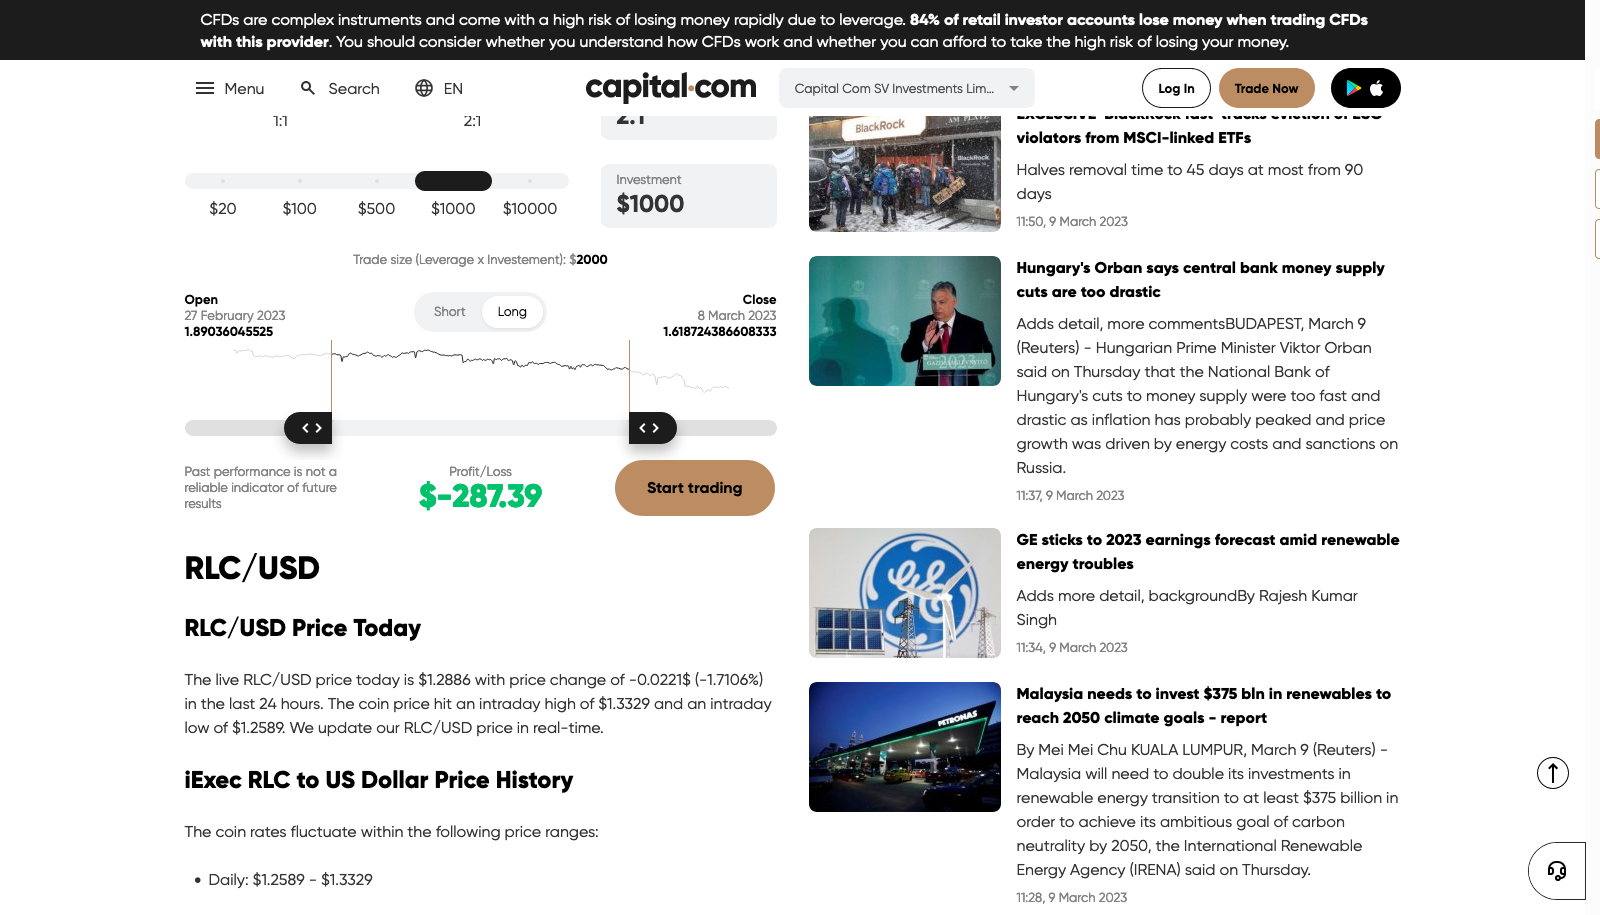 CFDs are complex instruments and come with a high risk of losing money rapidly due to leverage. 84% of retail investor accounts lose money when trading CFDs
with this provider. You should consider whether you understand how CFDs work and whether you can afford to take the high risk of losing your money.
Menu
Search
EN
capital.com
Capital Com SV Investments Lim...
Log In
Trade Now
1:1
2:1
2:1
$20
$100
$500
$1000
$10000
Investment
$1000
Trade size (Leverage x Investement): $2000
Open
27 February 2023
1.89036045525
Short
Long
Close
8 March 2023
1.618724386608333
Past performance is not a
reliable indicator of future
results
Profit/Loss
$-287.39
Start trading
RLC/USD
RLC/USD Price Today
The live RLC/USD price today is $1.2886 with price change of -0.0221$ (-1.7106%)
in the last 24 hours. The coin price hit an intraday high of $1.3329 and an intraday
low of $1.2589. We update our RLC/USD price in real-time.
iExec RLC to US Dollar Price History
The coin rates fluctuate within the following price ranges:
Daily: $1.2589 - $1.3329
BlackRock
BlackRock
EXCLUSIVE-BlackRock fast-tracks eviction of ESG
violators from MSCI-linked ETFs
Halves removal time to 45 days at most from 90
days
11:50, 9 March 2023
Hungary's Orban says central bank money supply
cuts are too drastic
Adds detail, more commentsBUDAPEST, March 9
(Reuters) - Hungarian Prime Minister Viktor Orban
said on Thursday that the National Bank of
Hungary's cuts to money supply were too fast and
drastic as inflation has probably peaked and price
growth was driven by energy costs and sanctions on
Russia.
11:37, 9 March 2023
GE sticks to 2023 earnings forecast amid renewable
energy troubles
Adds more detail, backgroundBy Rajesh Kumar
Singh
11:34, 9 March 2023
PETRONAS
Malaysia needs to invest $375 bln in renewables to
reach 2050 climate goals - report
By Mei Mei Chu KUALA LUMPUR, March 9 (Reuters) -
Malaysia will need to double its investments in
renewable energy transition to at least $375 billion in
order to achieve its ambitious goal of carbon
neutrality by 2050, the International Renewable
Energy Agency (IRENA) said on Thursday.
11:28, 9 March 2023